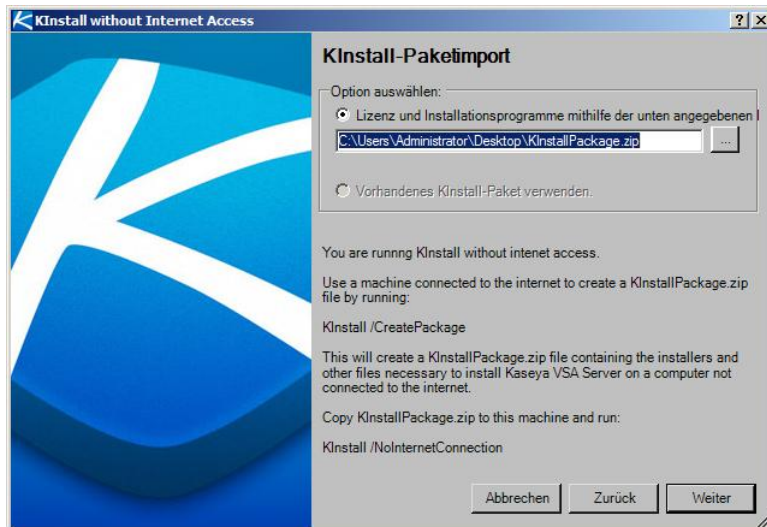 KInstall without Internet Access
KInstall-Paketimport
Option auswählen:
Lizenz und Installationsprogramme mithilfe der unten angegebenen
C:\Users\Administrator\Desktop\KInstallPackage.zip
...
Vorhandenes KInstall-Paket verwenden.
You are runnng KInstall without intenet access.
Use a machine connected to the internet to create a KInstallPackage.zip
file by running:
KInstall /CreatePackage
This will create a KInstallPackage.zip file containing the installers and
other files necessary to install Kaseya VSA Server on a computer not
connected to the internet.
Copy KInstallPackage.zip to this machine and run:
KInstall /NoInternetConnection
Abbrechen
Zurück
Weiter